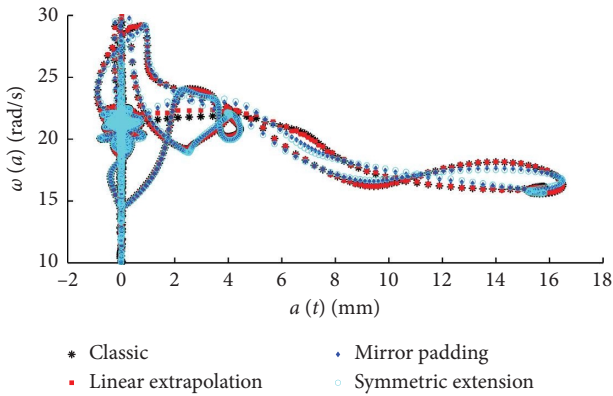 30
25
20
15
10
ω (a) (rad/s)
−2 0 2 4 6 8 10 12 14 16 18
a (t) (mm)
Classic
Linear extrapolation
Mirror padding
Symmetric extension